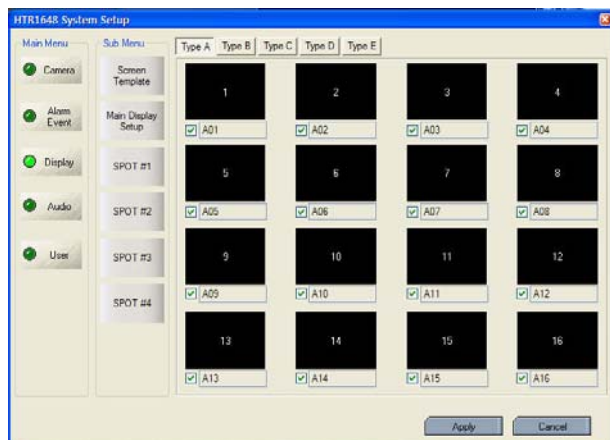 HTR1648 System Setup
Main Menu
Camera
Alarm
Event
Display
Audio
User
Sub Menu
Screen
Template
Main Display
Setup
SPOT #1
SPOT #2
SPOT #3
SPOT #4
Type A Type B Type C Type D Type E
1 2 3 4
A01 A02 A03 A04
5 6 7 8
A05 A06 A07 A08
9 10 11 12
A09 A10 A11 A12
13 14 15 16
A13 A14 A15 A16
Apply Cancel